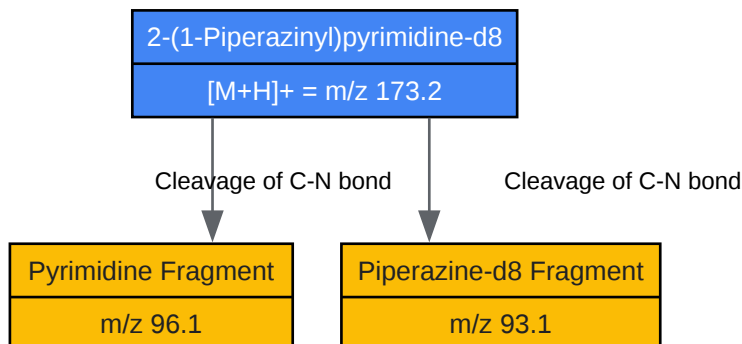 2-(1-Piperazinyl)pyrimidine-d8
[M+H]+ = m/z 173.2
Cleavage of C-N bond
Cleavage of C-N bond
Pyrimidine Fragment
m/z 96.1
Piperazine-d8 Fragment
m/z 93.1